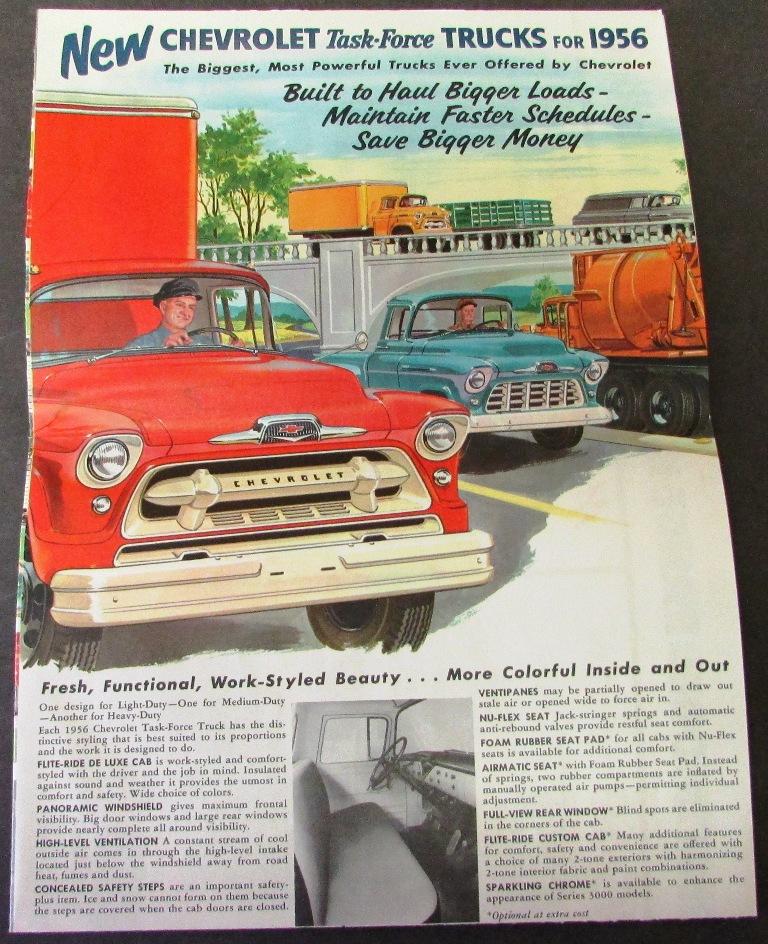 New CHEVROLET Task-Force TRUCKS FOR 1956
The Biggest, Most Powerful Trucks Ever Offered by Chevrolet
Built to Haul Bigger Loads -
Maintain Faster Schedules -
Save Bigger Money
CHEVROLET
Fresh, Functional, Work-Styled Beauty . . . More Colorful Inside and Out
One design for Light-Duty—One for Medium-Duty
—Another for Heavy-Duty
Each 1956 Chevrolet Task-Force Truck has the dis-
tinctive styling that is best suited to its proportions
and the work it is designed to do.
FLITE-RIDE DE LUXE CAB is work-styled and comfort-
styled with the driver and the job in mind. Insulated
against sound and weather it provides the utmost in
comfort and safety. Wide choice of colors.
PANORAMIC WINDSHIELD gives maximum frontal
visibility. Big door windows and large rear windows
provide nearly complete all around visibility.
HIGH-LEVEL VENTILATION A constant stream of cool
outside air comes in through the high-level intake
located just below the windshield away from road
heat, fumes and dust.
CONCEALED SAFETY STEPS are an important safety-
plus item. Ice and snow cannot form on them because
the steps are covered when the cab doors are closed.
VENTIPANES may be partially opened to draw out
stale air or opened wide to force air in.
NU-FLEX SEAT Jack-stringer springs and automatic
anti-rebound valves provide restful seat comfort.
FOAM RUBBER SEAT PAD* for all cabs with Nu-Flex
seats is available for additional comfort.
AIRMATIC SEAT* with Foam Rubber Seat Pad. Instead
of springs, two rubber compartments are inflated by
manually operated air pumps—permitting individual
adjustment.
FULL-VIEW REAR WINDOW* Blind spots are eliminated
in the corners of the cab.
FLITE-RIDE CUSTOM CAB* Many additional features
for comfort, safety and convenience are offered with
a choice of many 2-tone exteriors with harmonizing
2-tone interior fabric and paint combinations.
SPARKLING CHROME* is available to enhance the
appearance of Series 3000 models.
*Optional at extra cost